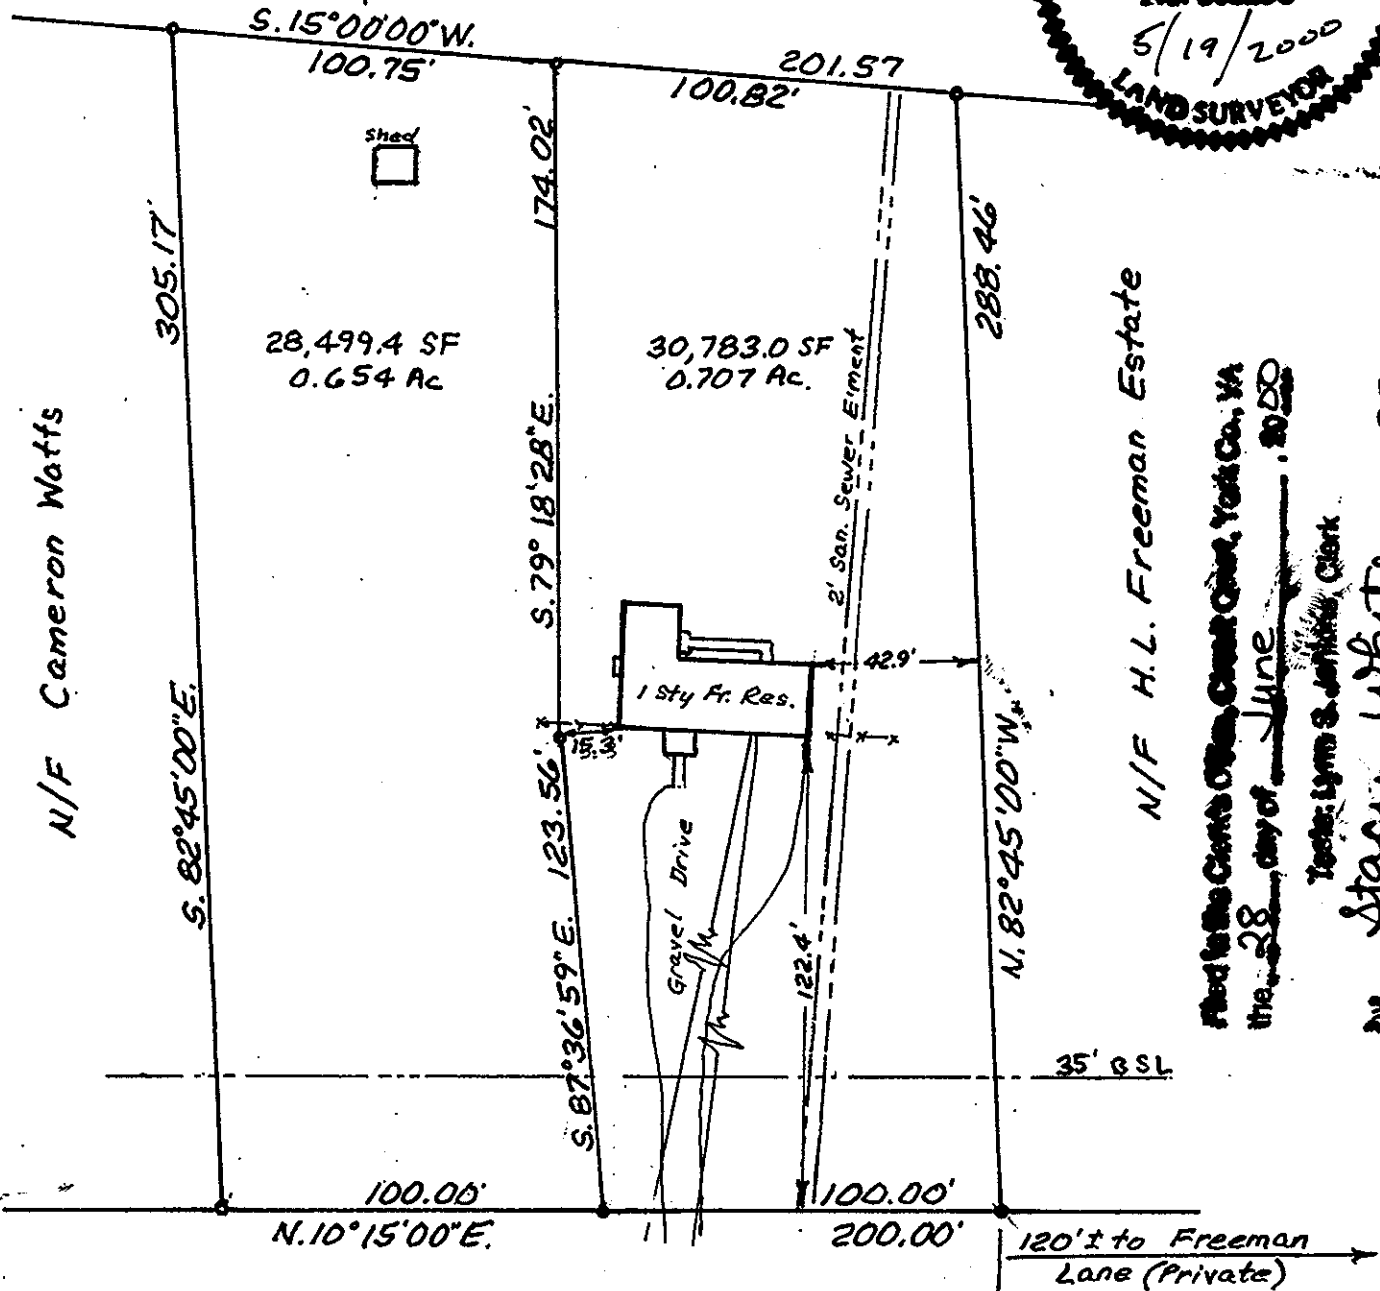 S. 15°00'00" W.
100.75'
201.57
100.82'
5/19/2000
LAND SURVEYOR
Shed
305.17'
174.02'
288.46'
28,499.4 SF
0.654 Ac
30,783.0 SF
0.707 Ac.
S. 79° 18' 28" E.
2' San. Sewer E'ment
N/F Cameron Watts
N/F H.L. Freeman Estate
S. 82°45'00" E.
1 Sty Fr. Res.
42.9'
15.3'
123.56'
S. 87°36'59" E.
Gravel Drive
122.4'
N. 82°45'00" W.
Filed in the Clerk's Office, Circuit Court, York Co., VA
the 28 day of June, 2000
Teste: Lynn S. Jenkins, Clerk
35' BSL
100.00'
100.00'
N. 10°15'00" E.
200.00'
120'± to Freeman
Lane (Private)